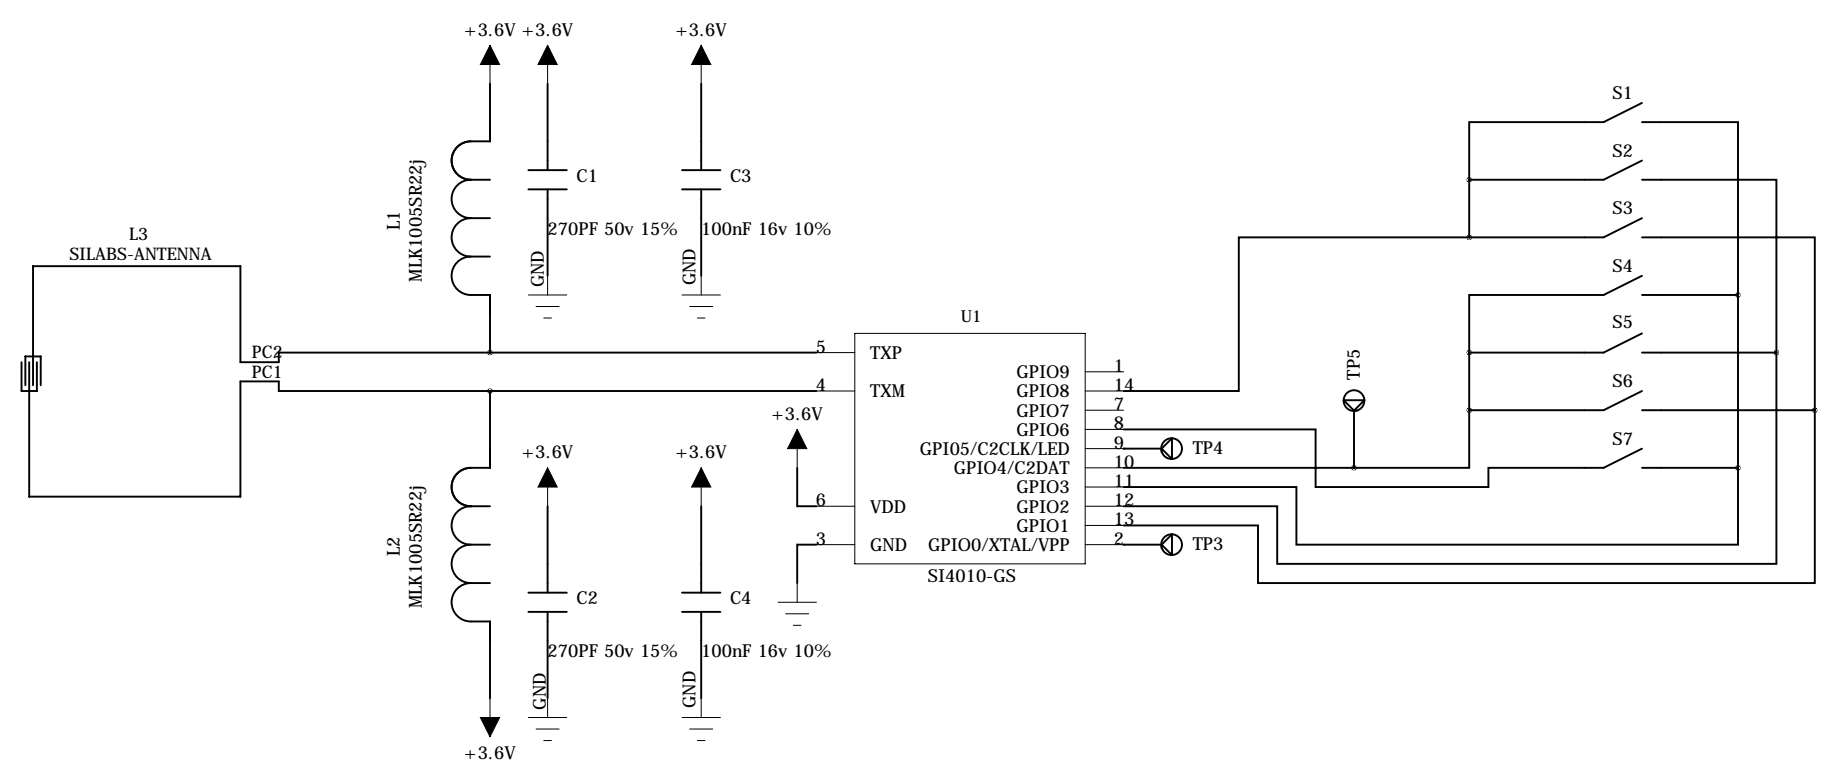 +3.6V +3.6V
+3.6V
L1
MLK1005SR22j
C1
270PF 50v 15%
GND
C3
100nF 16v 10%
GND
L3
SILABS-ANTENNA
PC2
PC1
L2
MLK1005SR22j
+3.6V
+3.6V
+3.6V
C2
270PF 50v 15%
GND
C4
100nF 16v 10%
GND
+3.6V
U1
5 TXP
4 TXM
6 VDD
3 GND
GPIO9 1
GPIO8 14
GPIO7 7
GPIO6 8
GPI05/C2CLK/LED 9
GPIO4/C2DAT 10
GPIO3 11
GPIO2 12
GPIO1 13
GPIO0/XTAL/VPP 2
SI4010-GS
TP4
TP3
TP5
S1
S2
S3
S4
S5
S6
S7